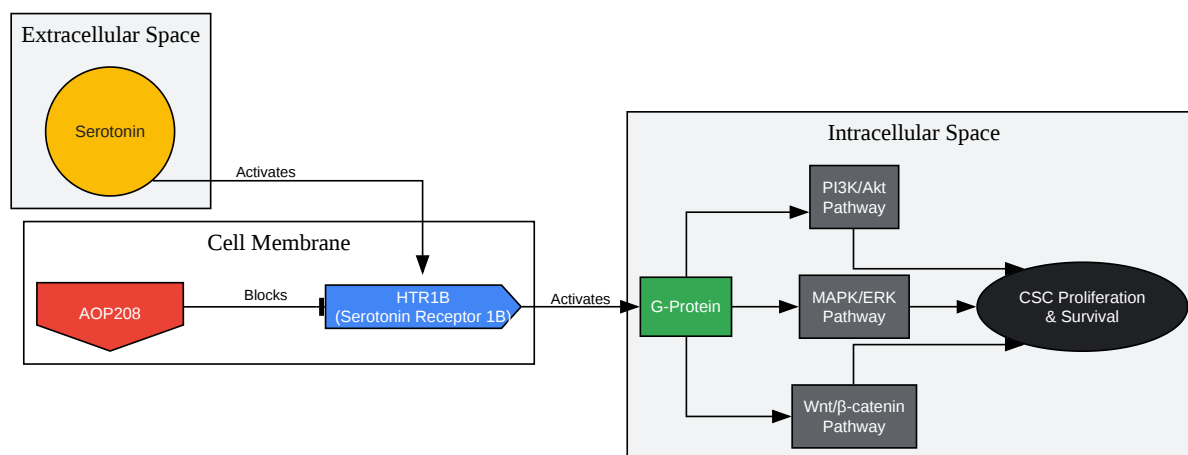 Extracellular Space
Serotonin
Activates
Cell Membrane
AOP208
Blocks
HTR1B
(Serotonin Receptor 1B)
Activates
Intracellular Space
G-Protein
PI3K/Akt
Pathway
MAPK/ERK
Pathway
Wnt/β-catenin
Pathway
CSC Proliferation
& Survival